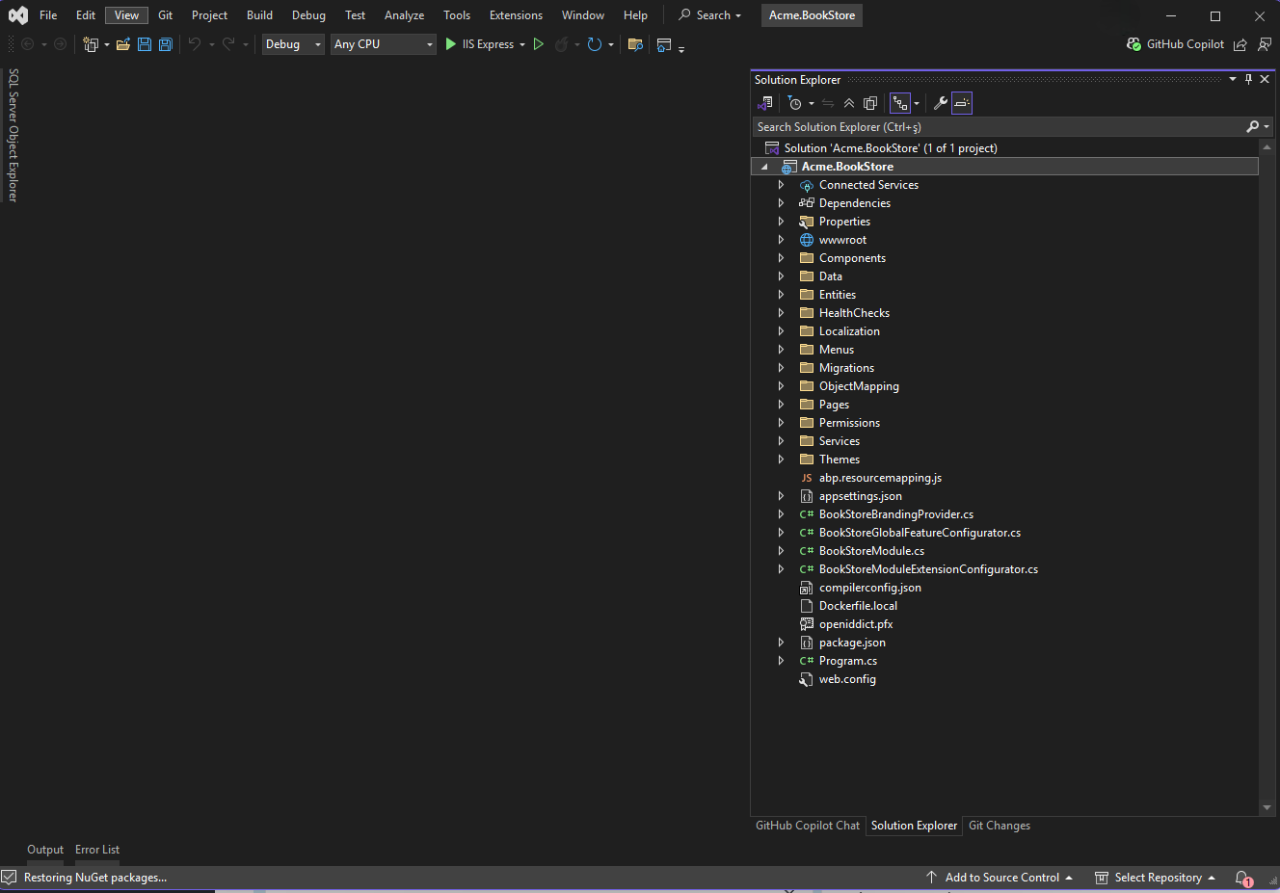 File Edit View Git Project Build Debug Test Analyze Tools Extensions Window Help Search Acme.BookStore
Debug Any CPU IIS Express GitHub Copilot
SQL Server Object Explorer
Solution Explorer
Search Solution Explorer (Ctrl+ş)
Solution 'Acme.BookStore' (1 of 1 project)
Acme.BookStore
Connected Services
Dependencies
Properties
wwwroot
Components
Data
Entities
HealthChecks
Localization
Menus
Migrations
ObjectMapping
Pages
Permissions
Services
Themes
JS abp.resourcemapping.js
appsettings.json
C# BookStoreBrandingProvider.cs
C# BookStoreGlobalFeatureConfigurator.cs
C# BookStoreModule.cs
C# BookStoreModuleExtensionConfigurator.cs
compilerconfig.json
Dockerfile.local
openiddict.pfx
package.json
C# Program.cs
web.config
GitHub Copilot Chat Solution Explorer Git Changes
Output Error List
Restoring NuGet packages... Add to Source Control Select Repository 1